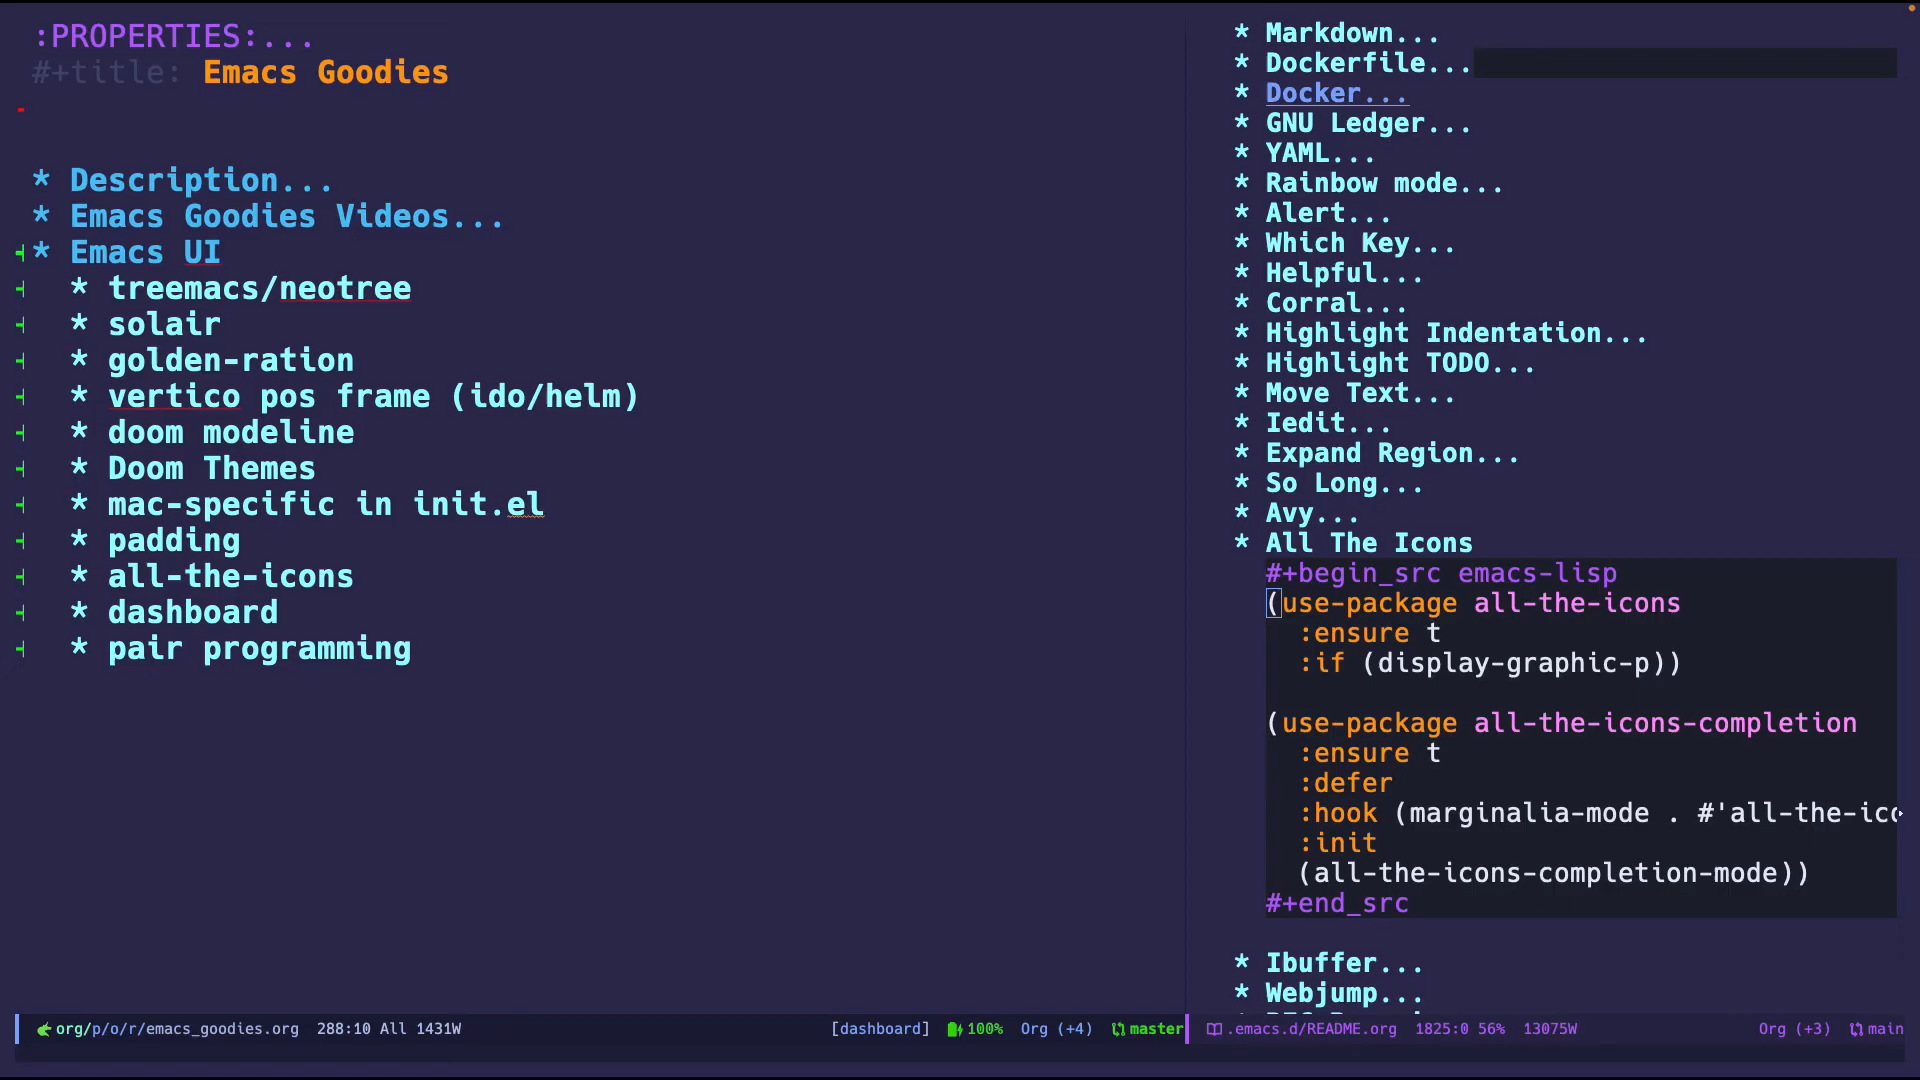 :PROPERTIES:...
#+title: Emacs Goodies
* Description...
* Emacs Goodies Videos...
* Emacs UI
* treemacs/neotree
* solair
* golden-ration
* vertico pos frame (ido/helm)
* doom modeline
* Doom Themes
* mac-specific in init.el
* padding
* all-the-icons
* dashboard
* pair programming
org/p/o/r/emacs_goodies.org 288:10 All 1431W [dashboard] 100% Org (+4) master
* Markdown...
* Dockerfile...
* Docker...
* GNU Ledger...
* YAML...
* Rainbow mode...
* Alert...
* Which Key...
* Helpful...
* Corral...
* Highlight Indentation...
* Highlight TODO...
* Move Text...
* Iedit...
* Expand Region...
* So Long...
* Avy...
* All The Icons
#+begin_src emacs-lisp
(use-package all-the-icons
:ensure t
:if (display-graphic-p))
(use-package all-the-icons-completion
:ensure t
:defer
:hook (marginalia-mode . #'all-the-ico
:init
(all-the-icons-completion-mode))
#+end_src
* Ibuffer...
* Webjump...
.emacs.d/README.org 1825:0 56% 13075W Org (+3) main